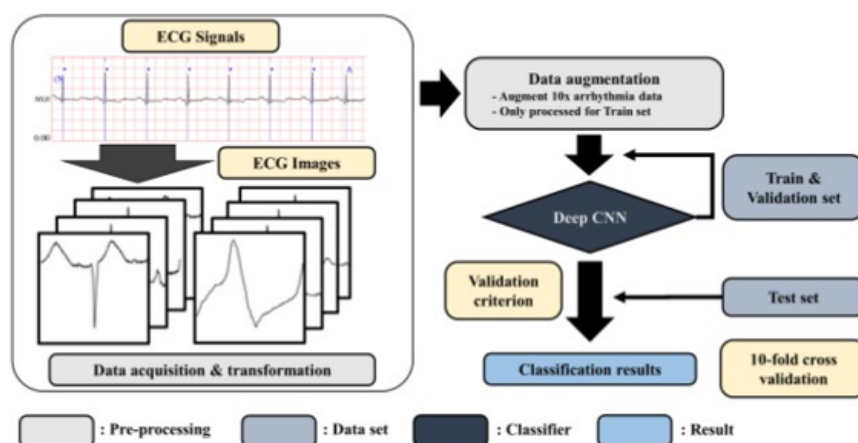 ECG Signals
0.00
ECG Images
Data acquisition & transformation
Data augmentation
- Augment 10x arrhythmia data
- Only processed for Train set
Train &
Validation set
Deep CNN
Validation
criterion
Test set
Classification results
10-fold cross
validation
: Pre-processing
: Data set
: Classifier
: Result